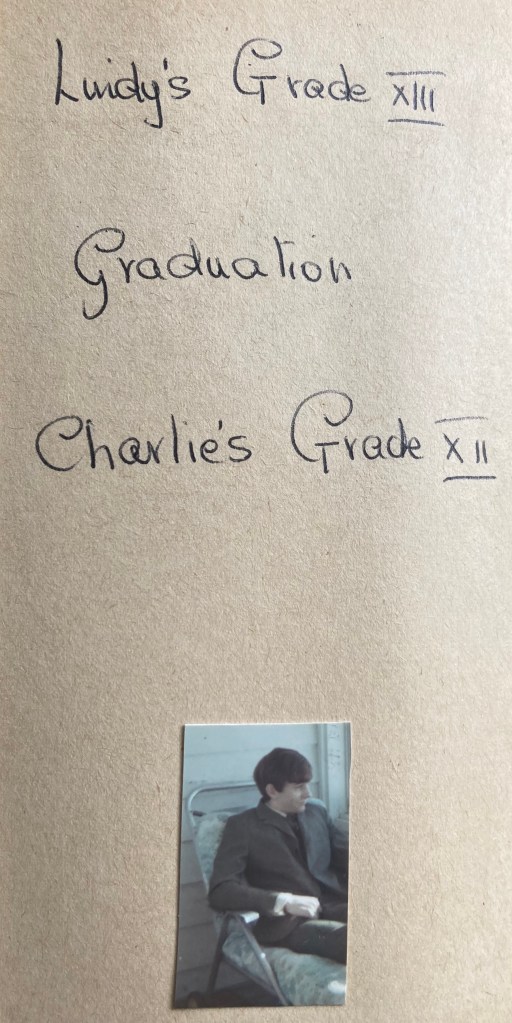 Lindy's Grade XIII
Graduation
Charlie's Grade XII